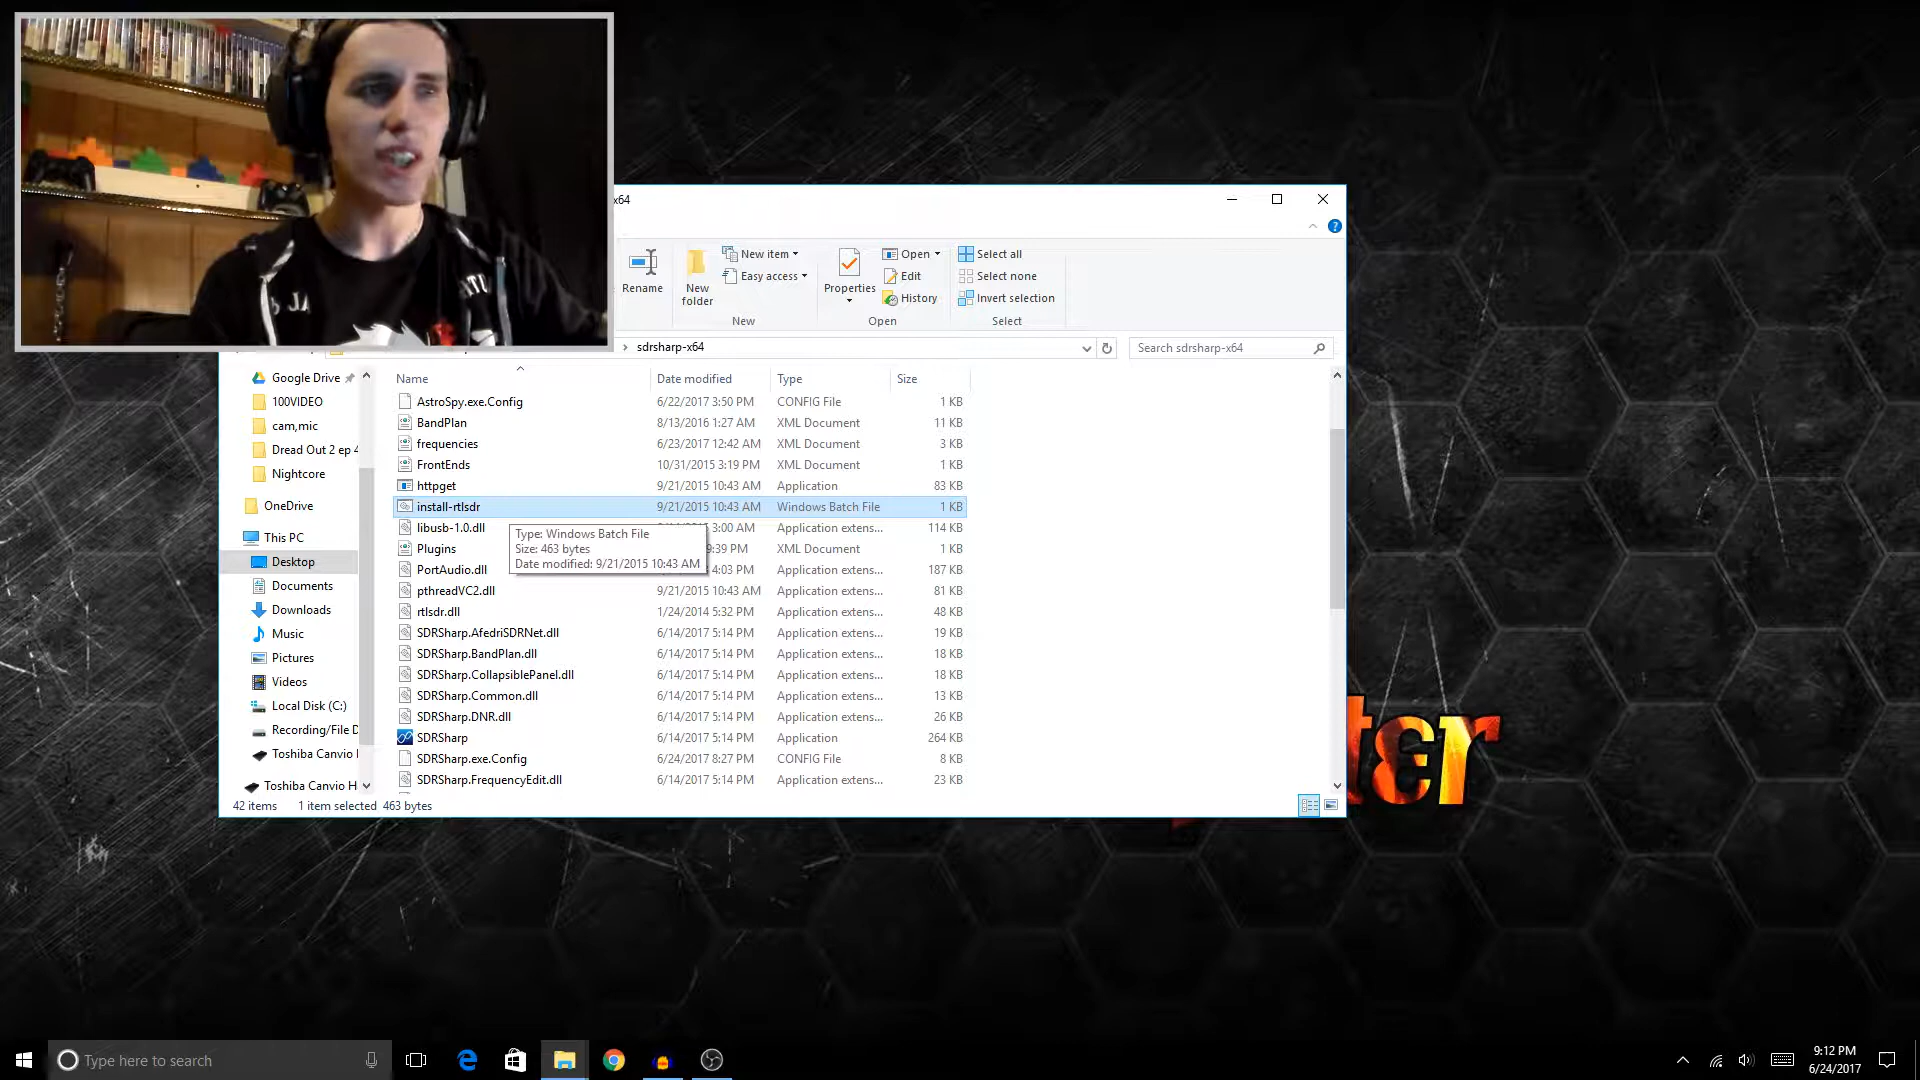 x64
Rename
New folder
New item
Easy access
New
Properties
Open
Edit
History
Open
Select all
Select none
Invert selection
Select
sdrsharp-x64
Search sdrsharp-x64
Google Drive
100VIDEO
cam,mic
Dread Out 2 ep 4
Nightcore
OneDrive
This PC
Desktop
Documents
Downloads
Music
Pictures
Videos
Local Disk (C:)
Recording/File D
Toshiba Canvio
Toshiba Canvio H
Name Date modified Type Size
AstroSpy.exe.Config 6/22/2017 3:50 PM CONFIG File 1 KB
BandPlan 8/13/2016 1:27 AM XML Document 11 KB
frequencies 6/23/2017 12:42 AM XML Document 3 KB
FrontEnds 10/31/2015 3:19 PM XML Document 1 KB
httpget 9/21/2015 10:43 AM Application 83 KB
install-rtlsdr 9/21/2015 10:43 AM Windows Batch File 1 KB
libusb-1.0.dll 3:00 AM Application extens... 114 KB
Plugins 9:39 PM XML Document 1 KB
PortAudio.dll 4:03 PM Application extens... 187 KB
pthreadVC2.dll 9/21/2015 10:43 AM Application extens... 81 KB
rtlsdr.dll 1/24/2014 5:32 PM Application extens... 48 KB
SDRSharp.AfedriSDRNet.dll 6/14/2017 5:14 PM Application extens... 19 KB
SDRSharp.BandPlan.dll 6/14/2017 5:14 PM Application extens... 18 KB
SDRSharp.CollapsiblePanel.dll 6/14/2017 5:14 PM Application extens... 18 KB
SDRSharp.Common.dll 6/14/2017 5:14 PM Application extens... 13 KB
SDRSharp.DNR.dll 6/14/2017 5:14 PM Application extens... 26 KB
SDRSharp 6/14/2017 5:14 PM Application 264 KB
SDRSharp.exe.Config 6/24/2017 8:27 PM CONFIG File 8 KB
SDRSharp.FrequencyEdit.dll 6/14/2017 5:14 PM Application extens... 23 KB
Type: Windows Batch File
Size: 463 bytes
Date modified: 9/21/2015 10:43 AM
42 items 1 item selected 463 bytes
Type here to search
9:12 PM
6/24/2017